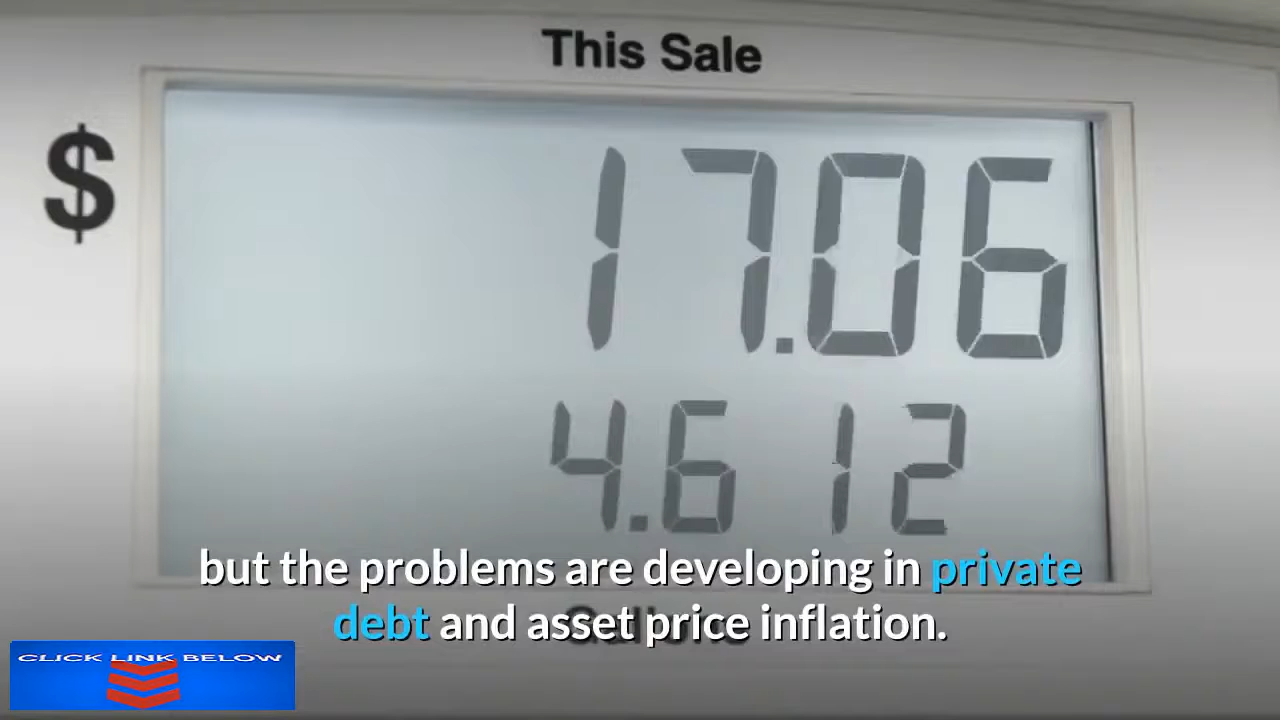 This Sale
$
17.06
4.612
Gallons
but the problems are developing in private
debt and asset price inflation.
CLICK LINK BELOW